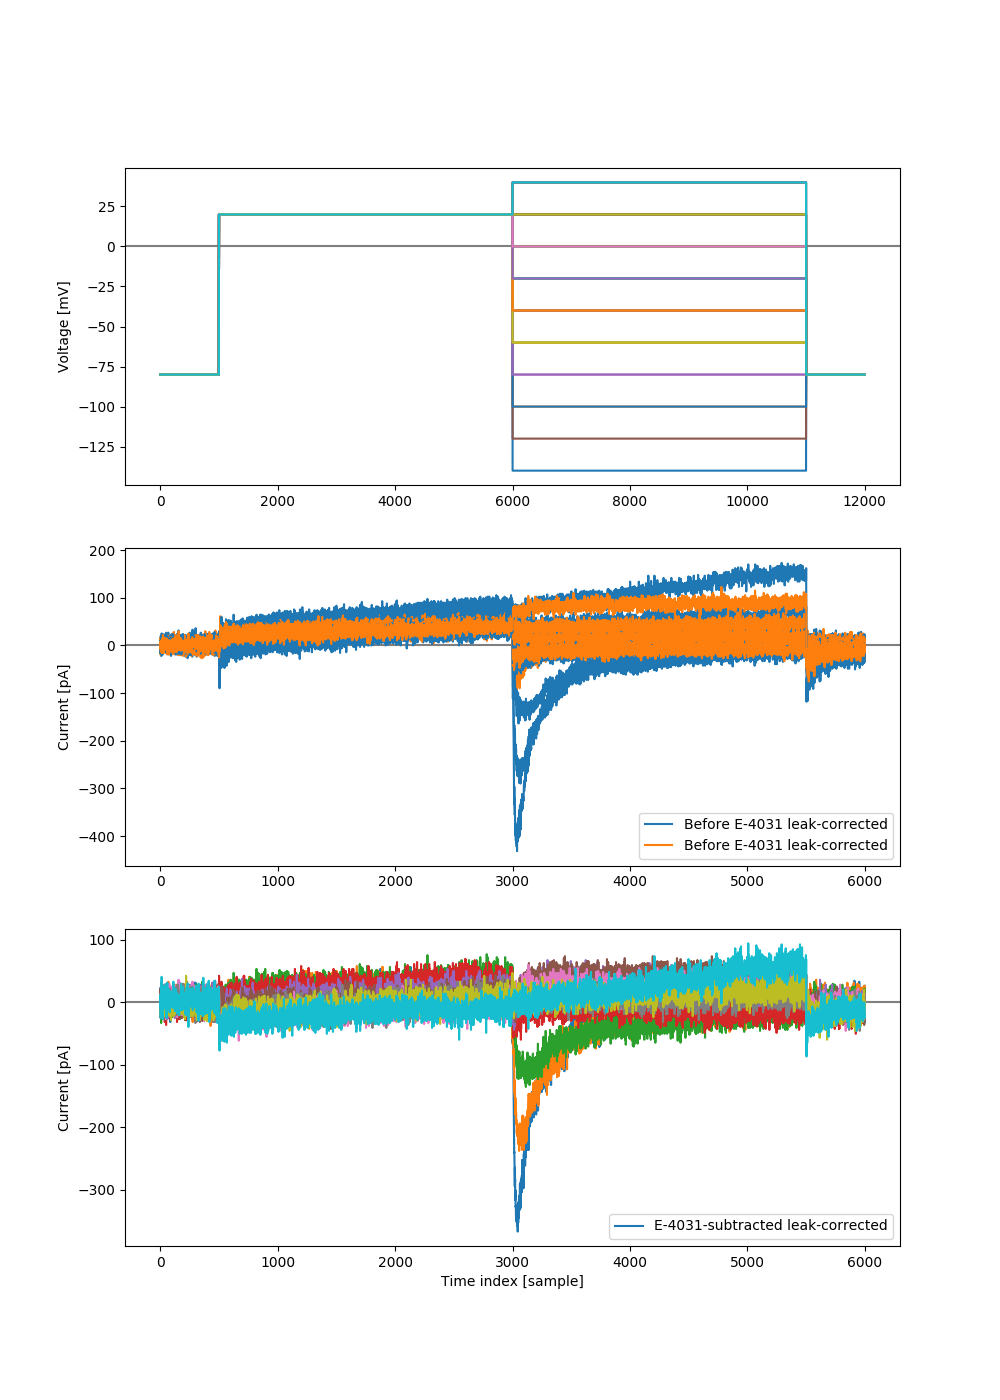 25
0
−25
−50
−75
−100
−125
Voltage [mV]
0 2000 4000 6000 8000 10000 12000
200
100
0
−100
−200
−300
−400
Current [pA]
Before E-4031 leak-corrected
Before E-4031 leak-corrected
0 1000 2000 3000 4000 5000 6000
100
0
−100
−200
−300
Current [pA]
E-4031-subtracted leak-corrected
0 1000 2000 3000 4000 5000 6000
Time index [sample]